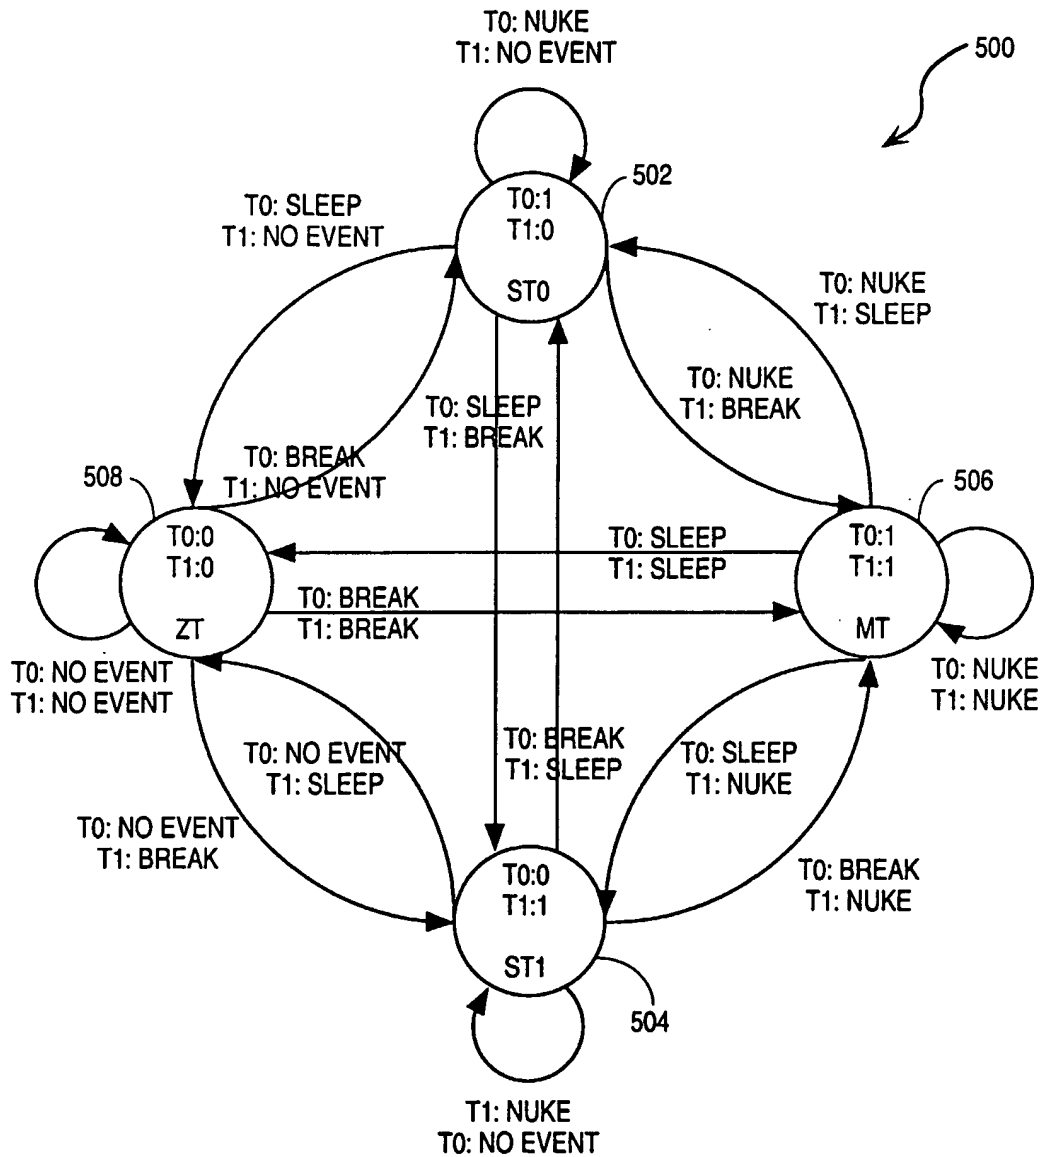 T0: NUKE
T1: NO EVENT
500
502
T0:1
T1:0
ST0
T0: SLEEP
T1: NO EVENT
T0: NUKE
T1: SLEEP
T0: NUKE
T1: BREAK
T0: SLEEP
T1: BREAK
T0: BREAK
T1: NO EVENT
508
506
T0:0
T1:0
ZT
T0: SLEEP
T1: SLEEP
T0: BREAK
T1: BREAK
T0:1
T1:1
MT
T0: NO EVENT
T1: NO EVENT
T0: NUKE
T1: NUKE
T0: NO EVENT
T1: SLEEP
T0: BREAK
T1: SLEEP
T0: SLEEP
T1: NUKE
T0: NO EVENT
T1: BREAK
T0: BREAK
T1: NUKE
T0:0
T1:1
ST1
504
T1: NUKE
T0: NO EVENT